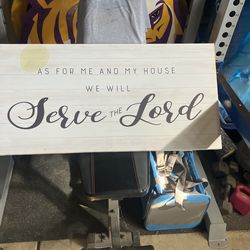 AS FOR ME AND MY HOUSE
WE WILL
Serve THE Lord